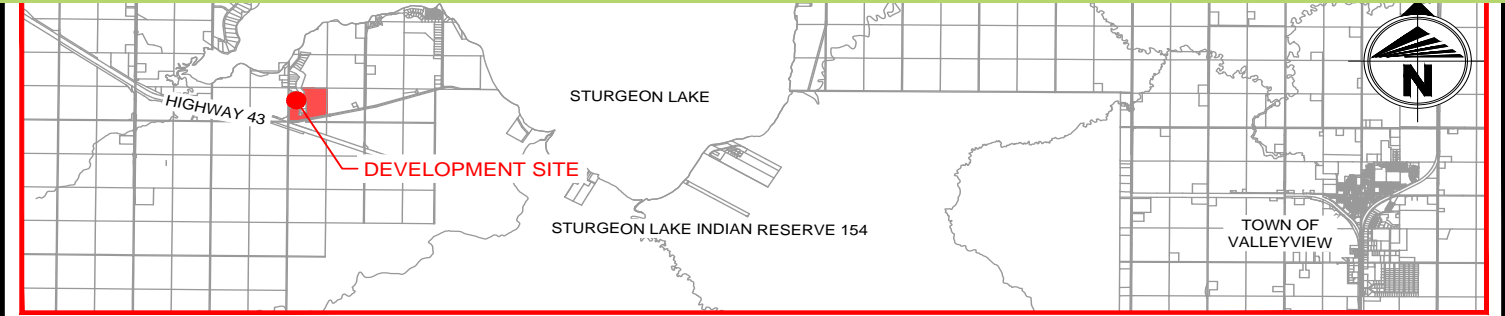 N
STURGEON LAKE
HIGHWAY 43
DEVELOPMENT SITE
STURGEON LAKE INDIAN RESERVE 154
TOWN OF
VALLEYVIEW